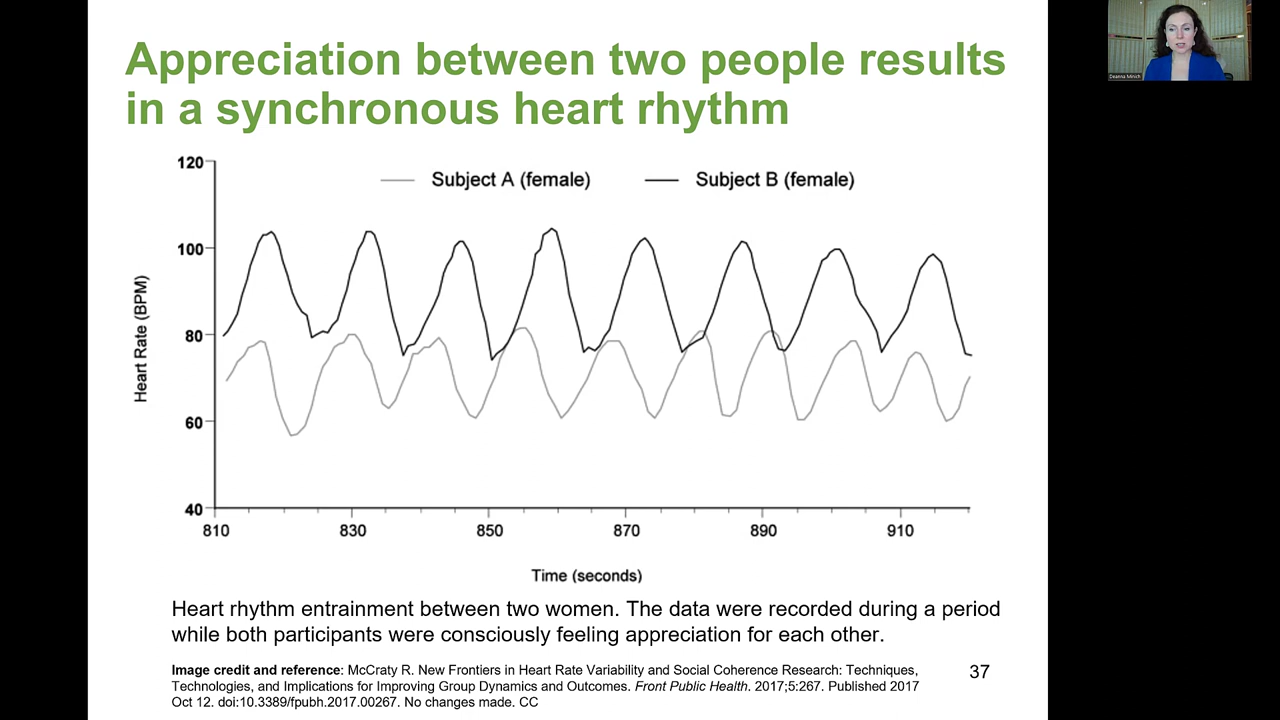 Appreciation between two people results
in a synchronous heart rhythm
Deanna Minich
120
100
80
60
40
Heart Rate (BPM)
Subject A (female)
Subject B (female)
810
830
850
870
890
910
Time (seconds)
Heart rhythm entrainment between two women. The data were recorded during a period
while both participants were consciously feeling appreciation for each other.
Image credit and reference: McCraty R. New Frontiers in Heart Rate Variability and Social Coherence Research: Techniques,
Technologies, and Implications for Improving Group Dynamics and Outcomes. Front Public Health. 2017;5:267. Published 2017
Oct 12. doi:10.3389/fpubh.2017.00267. No changes made. CC
37